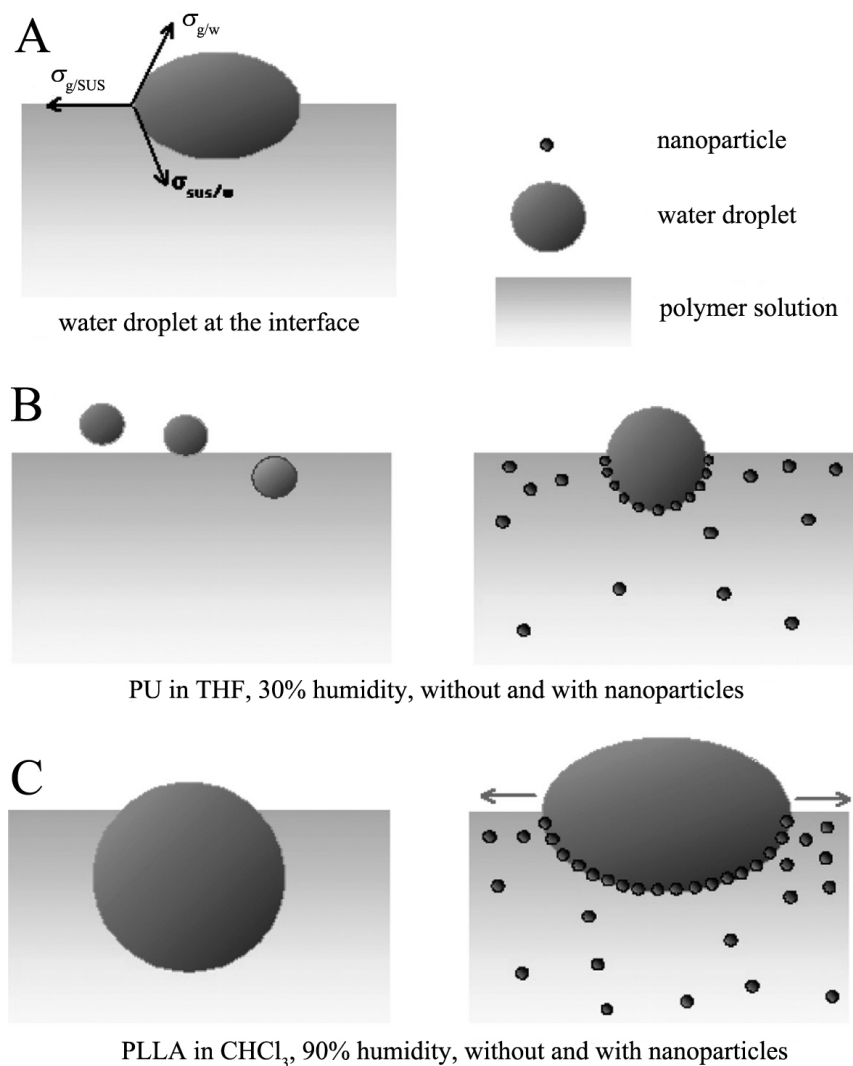 A
σg/w
σg/SUS
σsus/w
nanoparticle
water droplet
polymer solution
water droplet at the interface
B
PU in THF, 30% humidity, without and with nanoparticles
C
PLLA in CHCl₃, 90% humidity, without and with nanoparticles